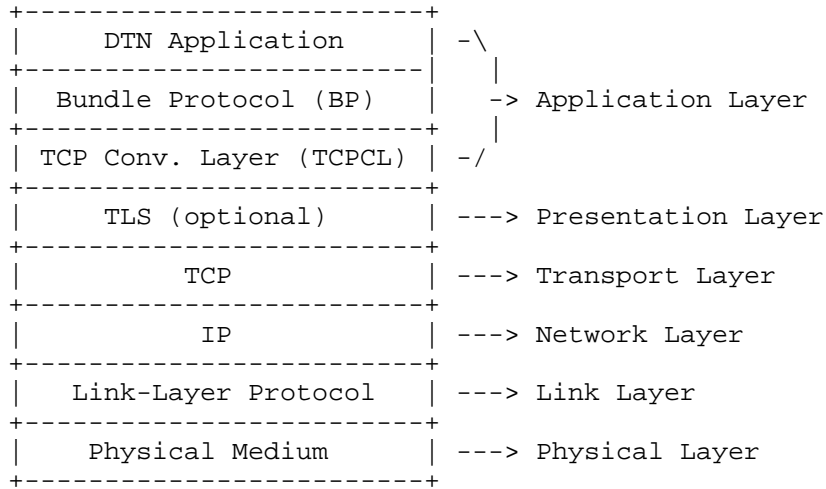 +-------------------------+
|     DTN Application     | -\
+-------------------------|   |
|  Bundle Protocol (BP)   |   -> Application Layer
+-------------------------+   |
| TCP Conv. Layer (TCPCL) | -/
+-------------------------+
|     TLS (optional)      | ---> Presentation Layer
+-------------------------+
|          TCP            | ---> Transport Layer
+-------------------------+
|           IP            | ---> Network Layer
+-------------------------+
|   Link-Layer Protocol   | ---> Link Layer
+-------------------------+
|    Physical Medium      | ---> Physical Layer
+-------------------------+